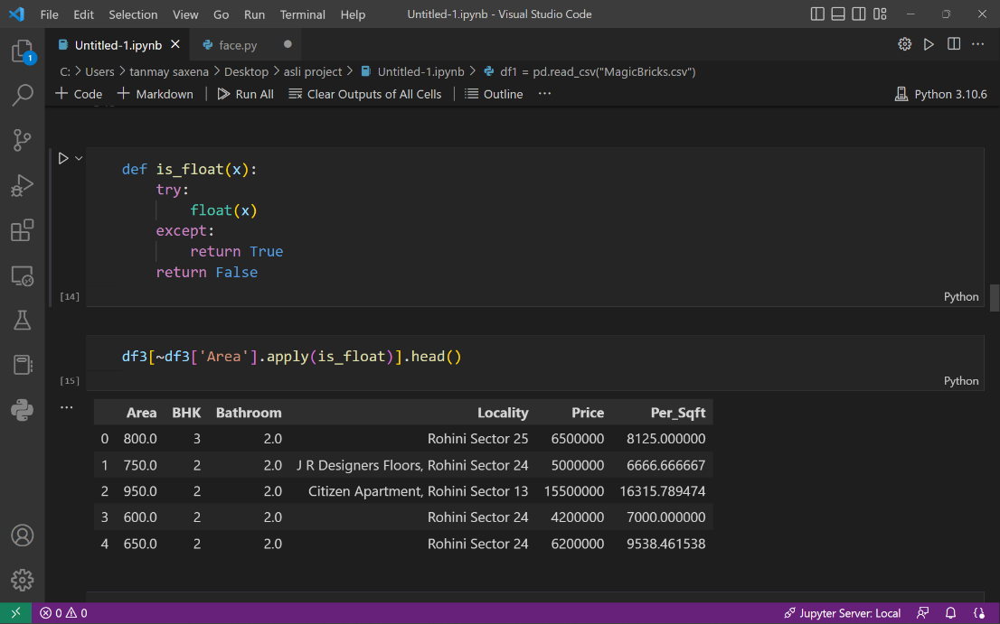 File Edit Selection View Go Run Terminal Help Untitled-1.ipynb - Visual Studio Code
Untitled-1.ipynb face.py
C: > Users > tanmay saxena > Desktop > asli project > Untitled-1.ipynb > df1 = pd.read_csv("MagicBricks.csv")
+ Code + Markdown Run All Clear Outputs of All Cells Outline ... Python 3.10.6
1
def is_float(x):
try:
float(x)
except:
return True
return False
[14] Python
df3[~df3['Area'].apply(is_float)].head()
[15] Python
...
Area BHK Bathroom Locality Price Per_Sqft
0 800.0 3 2.0 Rohini Sector 25 6500000 8125.000000
1 750.0 2 2.0 J R Designers Floors, Rohini Sector 24 5000000 6666.666667
2 950.0 2 2.0 Citizen Apartment, Rohini Sector 13 15500000 16315.789474
3 600.0 2 2.0 Rohini Sector 24 4200000 7000.000000
4 650.0 2 2.0 Rohini Sector 24 6200000 9538.461538
0 0 Jupyter Server: Local